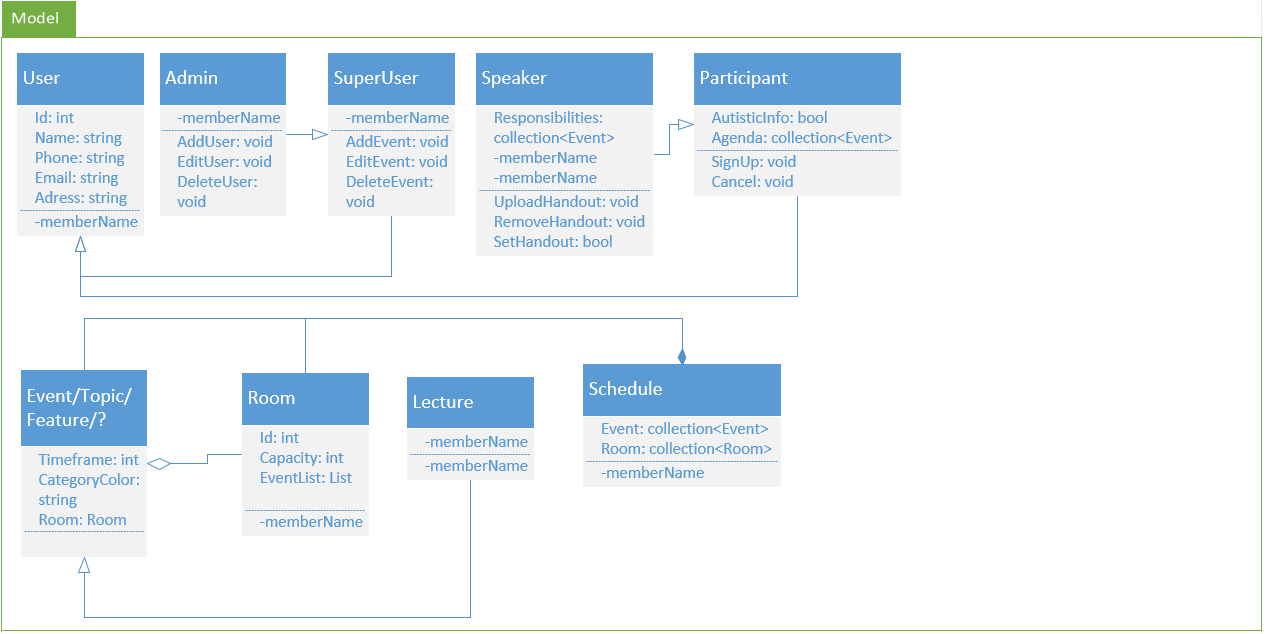 Model
User
Id: int
Name: string
Phone: string
Email: string
Adress: string
-memberName
Admin
-memberName
AddUser: void
EditUser: void
DeleteUser:
void
SuperUser
-memberName
AddEvent: void
EditEvent: void
DeleteEvent:
void
Speaker
Responsibilities:
collection<Event>
-memberName
-memberName
UploadHandout: void
RemoveHandout: void
SetHandout: bool
Participant
AutisticInfo: bool
Agenda: collection<Event>
SignUp: void
Cancel: void
Event/Topic/
Feature/?
Timeframe: int
CategoryColor:
string
Room: Room
Room
Id: int
Capacity: int
EventList: List
-memberName
Lecture
-memberName
-memberName
Schedule
Event: collection<Event>
Room: collection<Room>
-memberName